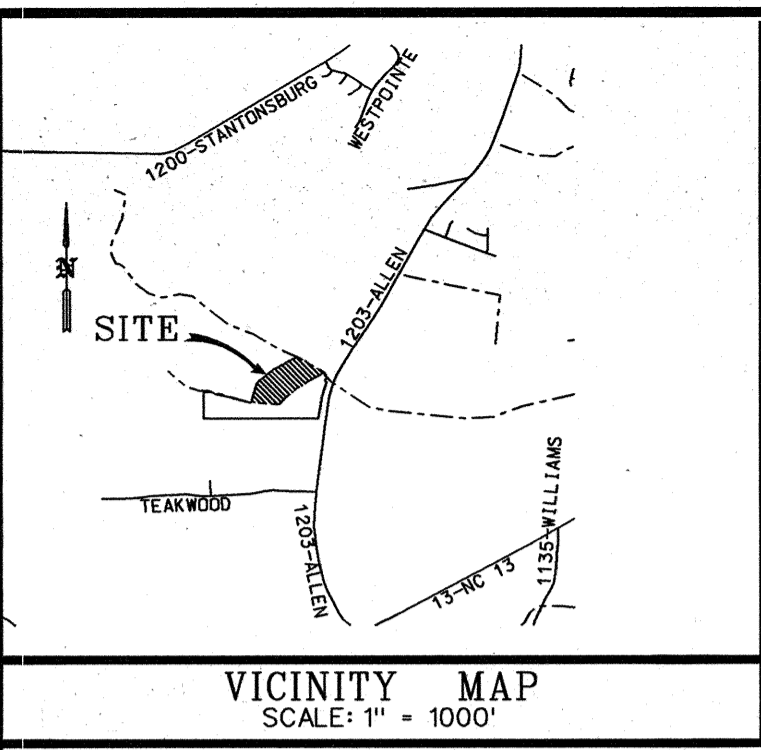 WESTPOINTE
1200-STANTONSBURG
1203-ALLEN
N
SITE
1135-WILLIAMS
TEAKWOOD
1203-ALLEN
13-NC 13
VICINITY MAP
SCALE: 1" = 1000'